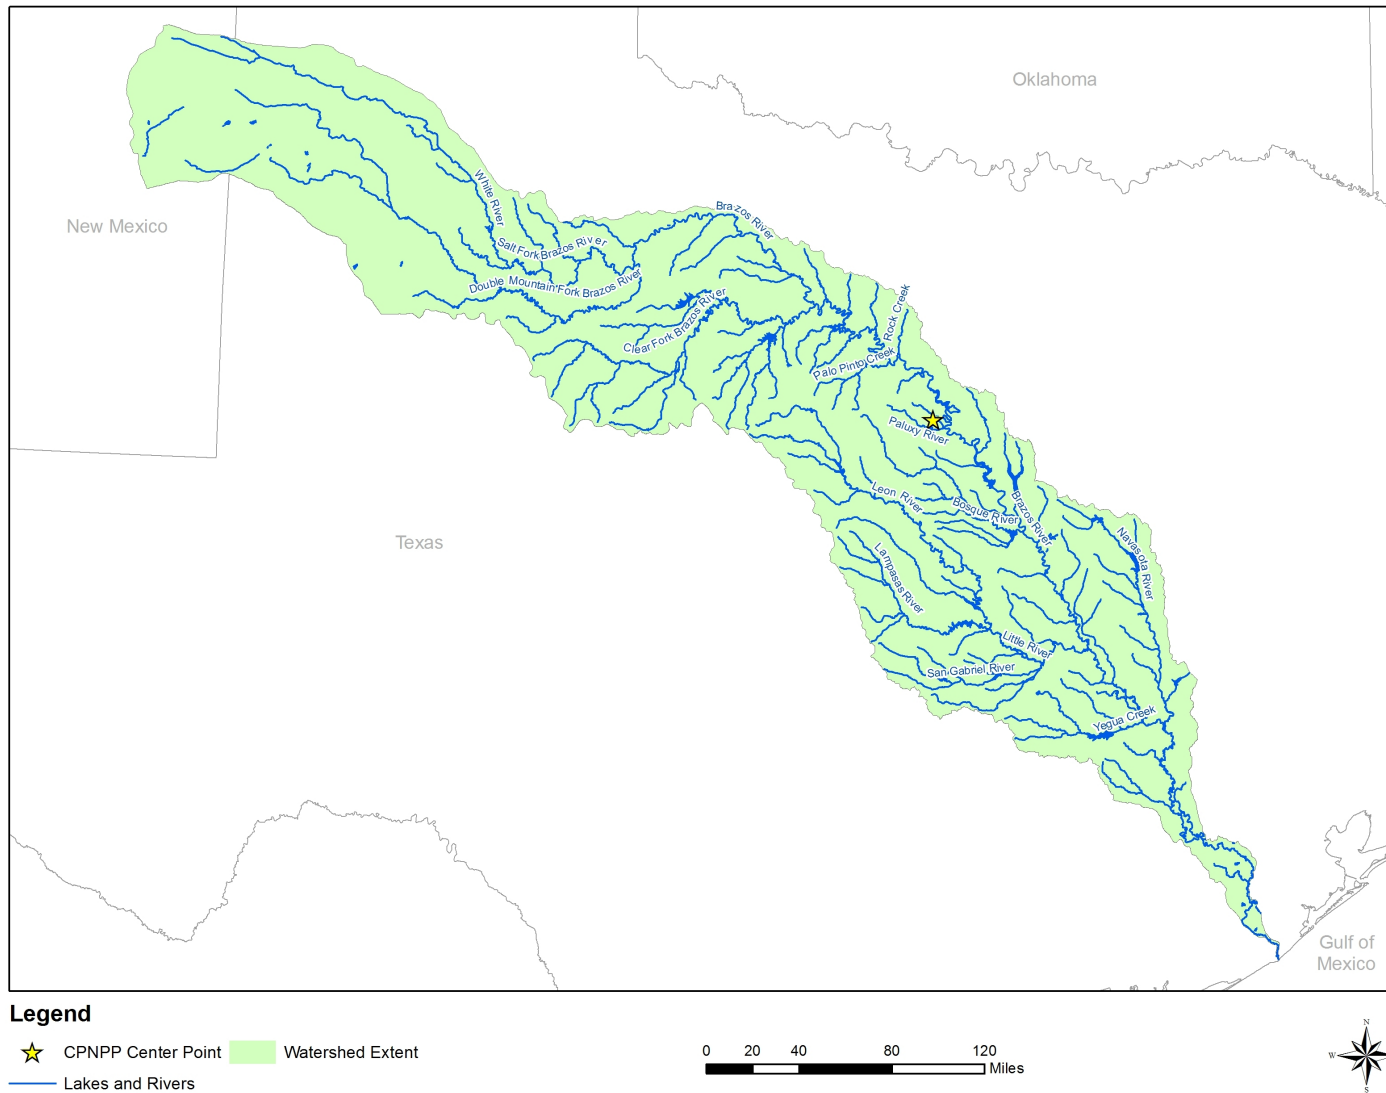 Oklahoma
New Mexico
White River
Brazos River
Salt Fork Brazos River
Double Mountain Fork Brazos River
Clear Fork Brazos River
Rock Creek
Palo Pinto Creek
Paluxy River
Leon River
Bosque River
Brazos River
Navasota River
Texas
Lampasas River
Little River
San Gabriel River
Yegua Creek
Gulf of
Mexico
Legend
CPNPP Center Point
Watershed Extent
Lakes and Rivers
0 20 40 80 120
Miles
N
W
S